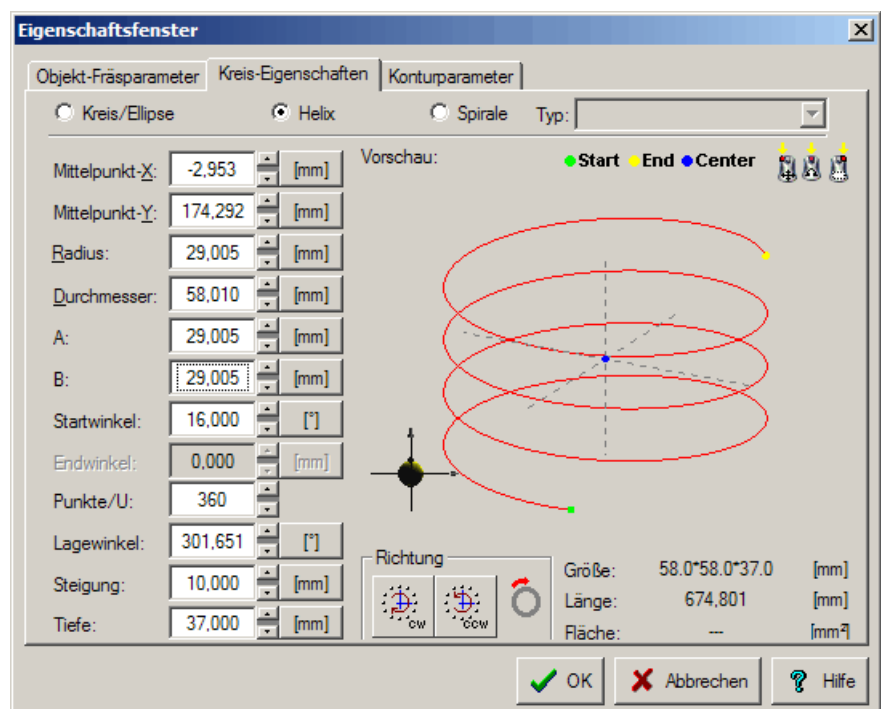 Eigenschaftsfenster
Objekt-Fräsparameter Kreis-Eigenschaften Konturparameter
Kreis/Ellipse Helix Spirale Typ:
Mittelpunkt-X: -2,953 [mm]
Mittelpunkt-Y: 174,292 [mm]
Radius: 29,005 [mm]
Durchmesser: 58,010 [mm]
A: 29,005 [mm]
B: 29,005 [mm]
Startwinkel: 16,000 [°]
Endwinkel: 0,000 [mm]
Punkte/U: 360
Lagewinkel: 301,651 [°]
Steigung: 10,000 [mm]
Tiefe: 37,000 [mm]
Vorschau: Start End Center
Richtung
cw ccw
Größe: 58.0*58.0*37.0 [mm]
Länge: 674,801 [mm]
Fläche: --- [mm²]
OK Abbrechen Hilfe